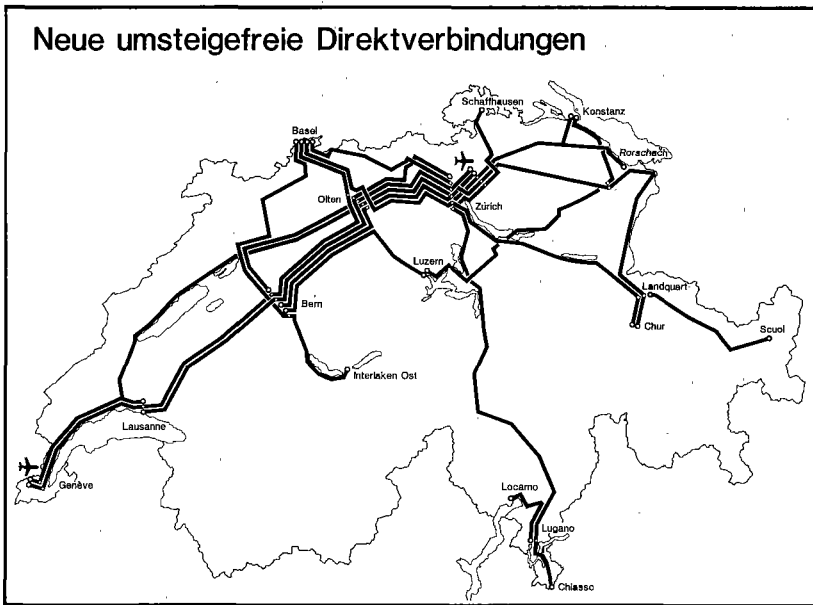 Neue umsteigefreie Direktverbindungen
Schaffhausen
Konstanz
Basel
Rorschach
Olten
Zürich
Luzern
Landquart
Bern
Chur
Scuol
Interlaken Ost
Lausanne
Genève
Locarno
Lugano
Chiasso